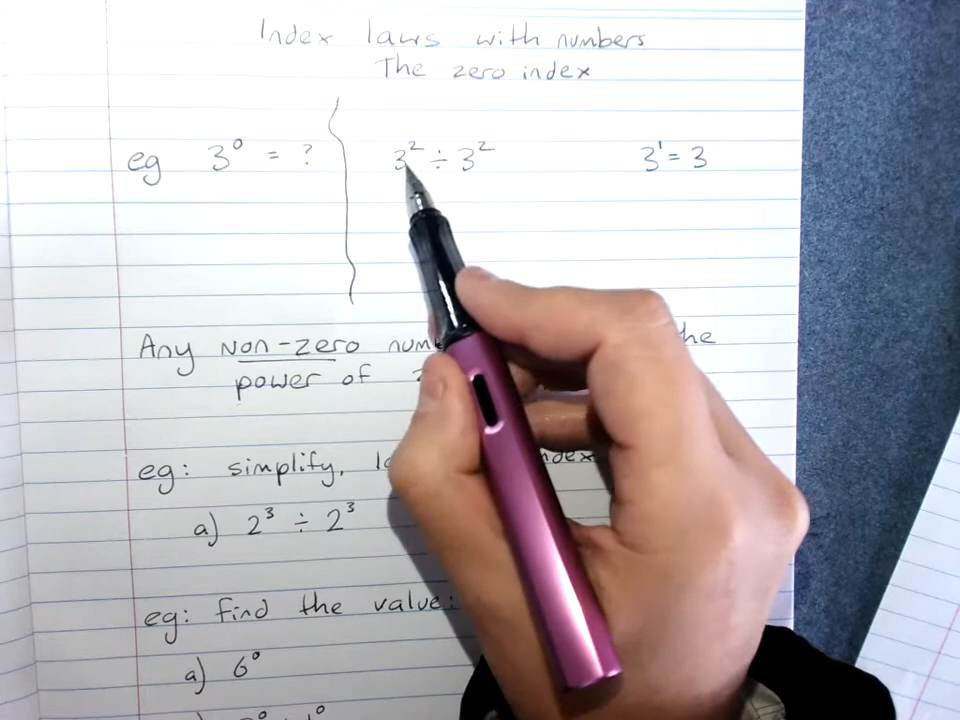 Index laws with numbers
The zero index
eg 3⁰ = ? 3² ÷ 3² 3¹ = 3
Any non-zero the
power of
eg: simplify,
a) 2³ ÷ 2³
eg: find the value:
a) 6⁰